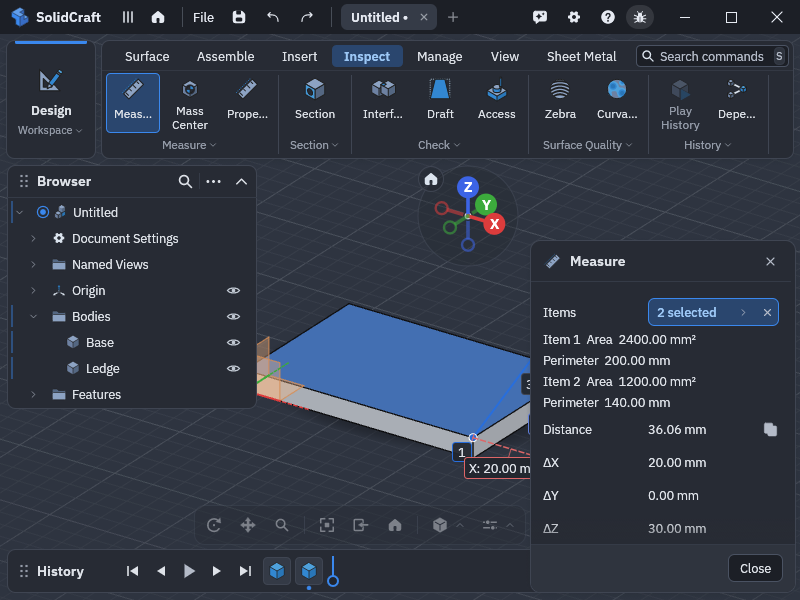 SolidCraft
File
Untitled •
Design
Workspace
Surface
Assemble
Insert
Inspect
Manage
View
Sheet Metal
Search commands
S
Meas...
Mass Center
Prope...
Section
Interf...
Draft
Access
Zebra
Curva...
Play History
Depe...
Measure
Section
Check
Surface Quality
History
Browser
Untitled
Document Settings
Named Views
Origin
Bodies
Base
Ledge
Features
Z
Y
X
1
X: 20.00 m
Measure
Items
2 selected
Item 1 Area 2400.00 mm²
Perimeter 200.00 mm
Item 2 Area 1200.00 mm²
Perimeter 140.00 mm
Distance 36.06 mm
ΔX 20.00 mm
ΔY 0.00 mm
ΔZ 30.00 mm
Close
History